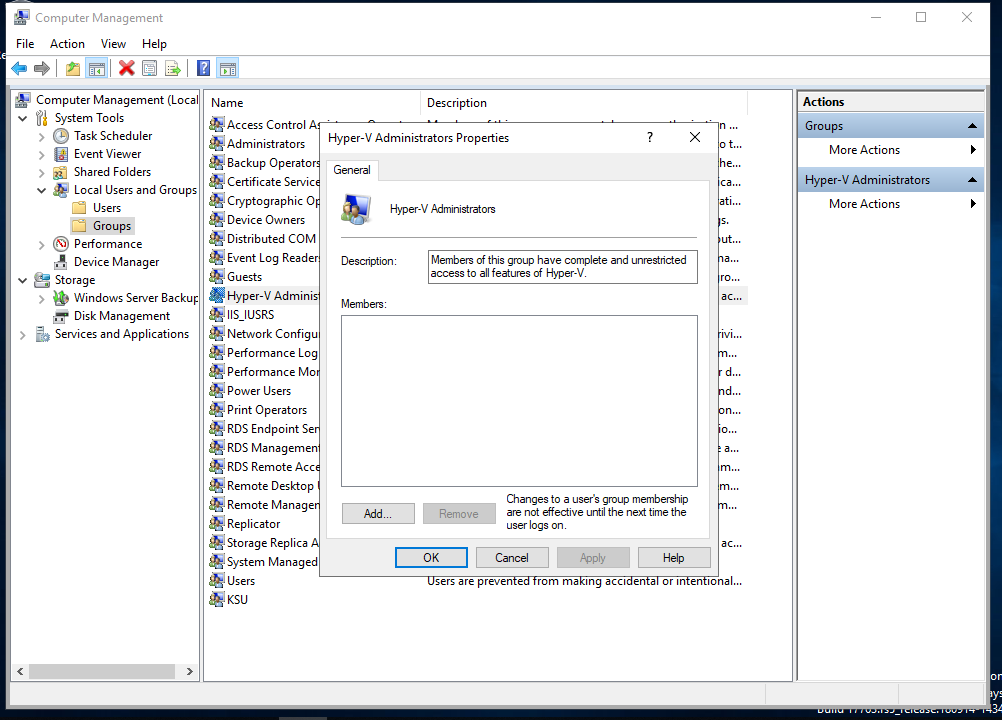 Computer Management
File Action View Help
Computer Management (Local
System Tools
Task Scheduler
Event Viewer
Shared Folders
Local Users and Groups
Users
Groups
Performance
Device Manager
Storage
Windows Server Backup
Disk Management
Services and Applications
Name Description
Access Control
Administrators
Backup Operators
Certificate Service
Cryptographic Op
Device Owners
Distributed COM
Event Log Readers
Guests
Hyper-V Administ
IIS_IUSRS
Network Configur
Performance Log
Performance Mor
Power Users
Print Operators
RDS Endpoint Serv
RDS Management
RDS Remote Acce
Remote Desktop
Remote Manager
Replicator
Storage Replica A
System Managed
Users Users are prevented from making accidental or intentional...
KSU
Hyper-V Administrators Properties
?
General
Hyper-V Administrators
Description:
Members of this group have complete and unrestricted
access to all features of Hyper-V.
Members:
Add... Remove
Changes to a user's group membership
are not effective until the next time the
user logs on.
OK Cancel Apply Help
Actions
Groups
More Actions
Hyper-V Administrators
More Actions